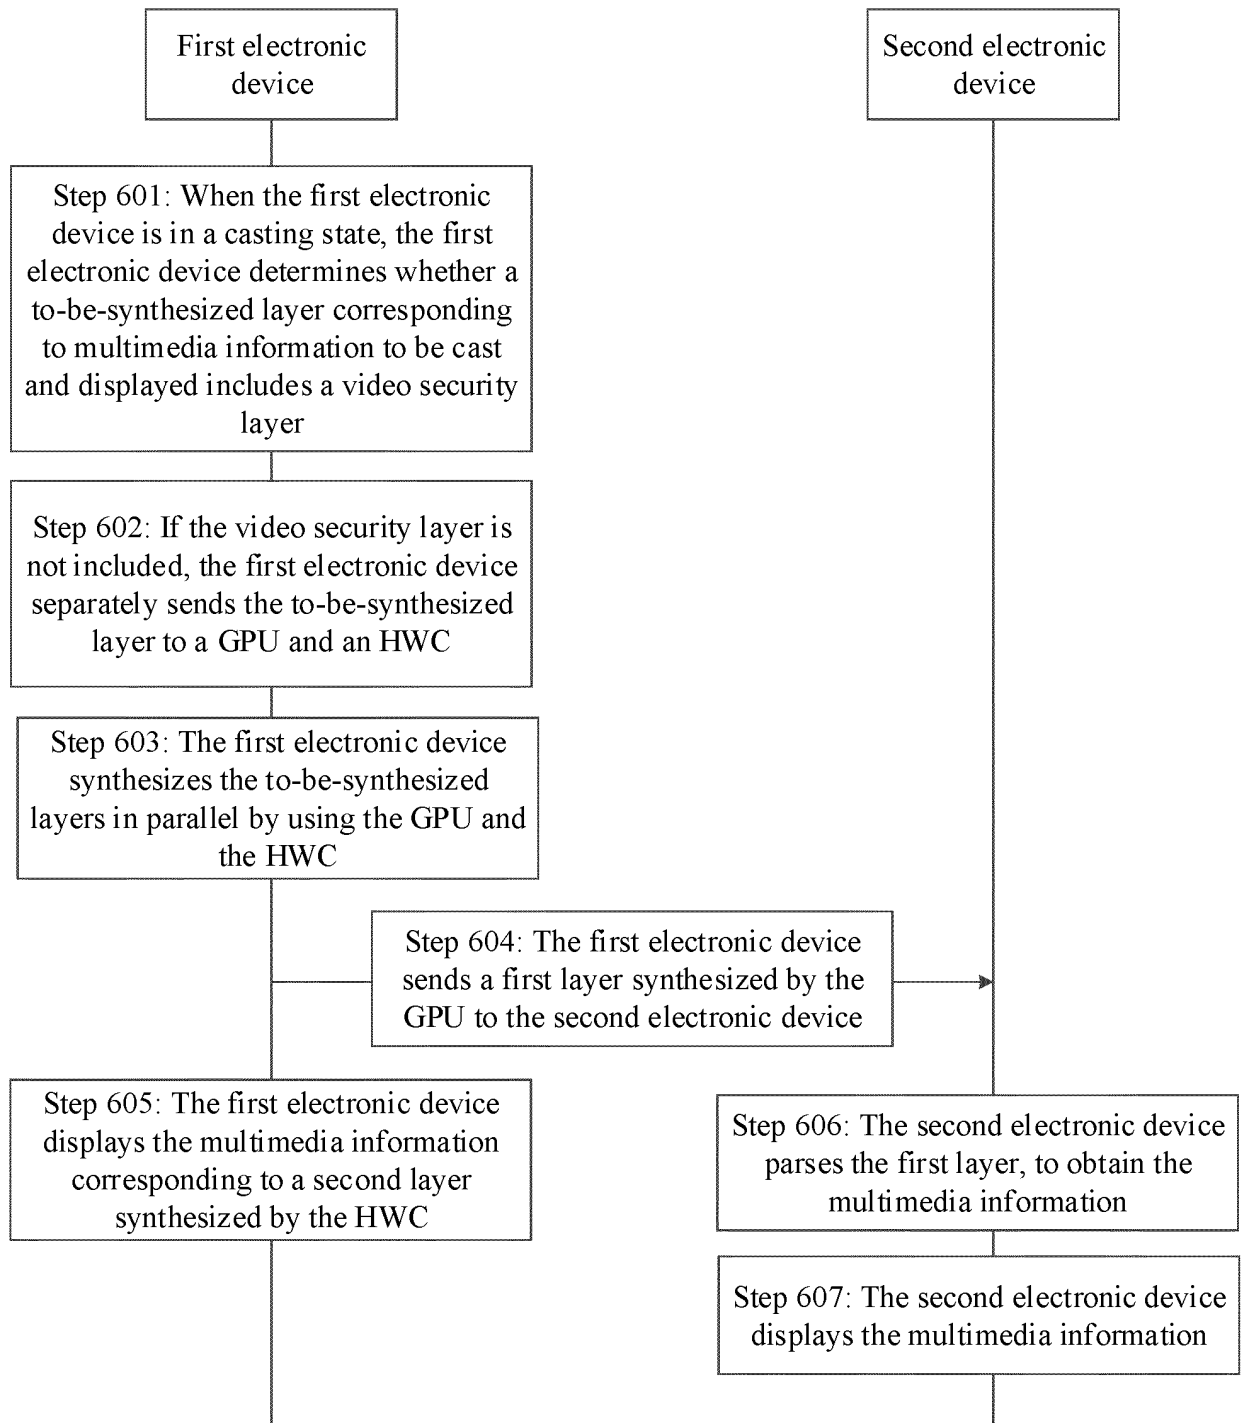 First electronic
device
Second electronic
device
Step 601: When the first electronic
device is in a casting state, the first
electronic device determines whether a
to-be-synthesized layer corresponding
to multimedia information to be cast
and displayed includes a video security
layer
Step 602: If the video security layer is
not included, the first electronic device
separately sends the to-be-synthesized
layer to a GPU and an HWC
Step 603: The first electronic device
synthesizes the to-be-synthesized
layers in parallel by using the GPU and
the HWC
Step 604: The first electronic device
sends a first layer synthesized by the
GPU to the second electronic device
Step 605: The first electronic device
displays the multimedia information
corresponding to a second layer
synthesized by the HWC
Step 606: The second electronic device
parses the first layer, to obtain the
multimedia information
Step 607: The second electronic device
displays the multimedia information